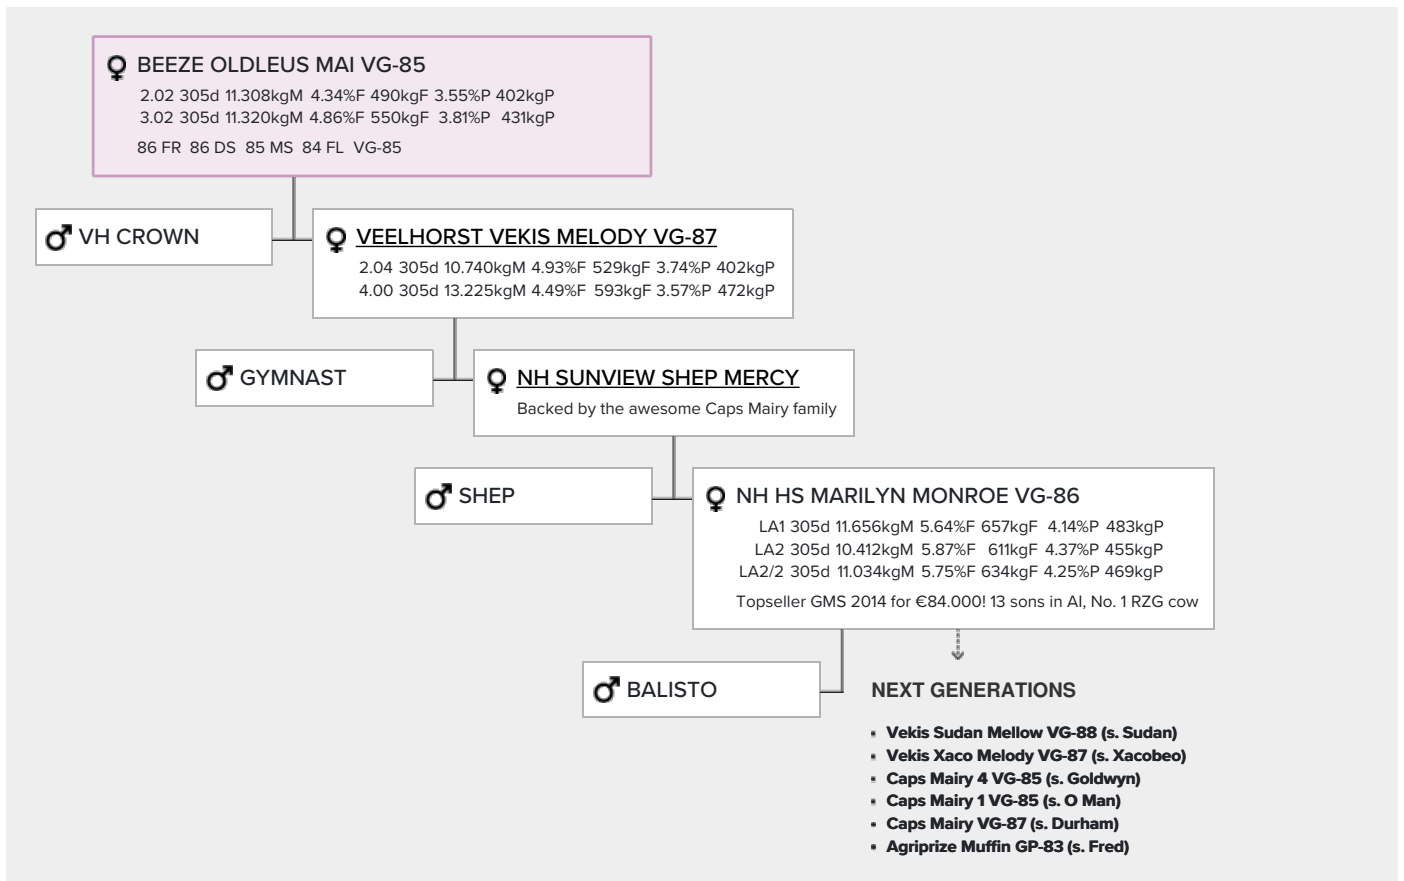 BEEZE OLDLEUS MAI VG-85
2.02 305d 11.308kgM 4.34%F 490kgF 3.55%P 402kgP
3.02 305d 11.320kgM 4.86%F 550kgF 3.81%P 431kgP
86 FR 86 DS 85 MS 84 FL VG-85
VH CROWN
VEELHORST VEKIS MELODY VG-87
2.04 305d 10.740kgM 4.93%F 529kgF 3.74%P 402kgP
4.00 305d 13.225kgM 4.49%F 593kgF 3.57%P 472kgP
GYMNAST
NH SUNVIEW SHEP MERCY
Backed by the awesome Caps Mairy family
SHEP
NH HS MARILYN MONROE VG-86
LA1 305d 11.656kgM 5.64%F 657kgF 4.14%P 483kgP
LA2 305d 10.412kgM 5.87%F 611kgF 4.37%P 455kgP
LA2/2 305d 11.034kgM 5.75%F 634kgF 4.25%P 469kgP
Topseller GMS 2014 for €84.000! 13 sons in AI, No. 1 RZG cow
BALISTO
NEXT GENERATIONS
Vekis Sudan Mellow VG-88 (s. Sudan)
Vekis Xaco Melody VG-87 (s. Xacobeo)
Caps Mairy 4 VG-85 (s. Goldwyn)
Caps Mairy 1 VG-85 (s. O Man)
Caps Mairy VG-87 (s. Durham)
Agriprize Muffin GP-83 (s. Fred)